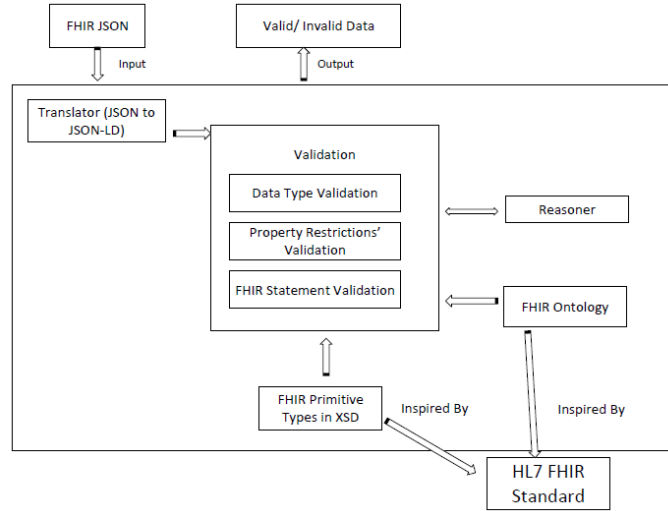 FHIR JSON
Valid/ Invalid Data
Input
Output
Translator (JSON to
JSON-LD)
Validation
Data Type Validation
Property Restrictions’
Validation
FHIR Statement Validation
Reasoner
FHIR Ontology
FHIR Primitive
Types in XSD
Inspired By
Inspired By
HL7 FHIR
Standard